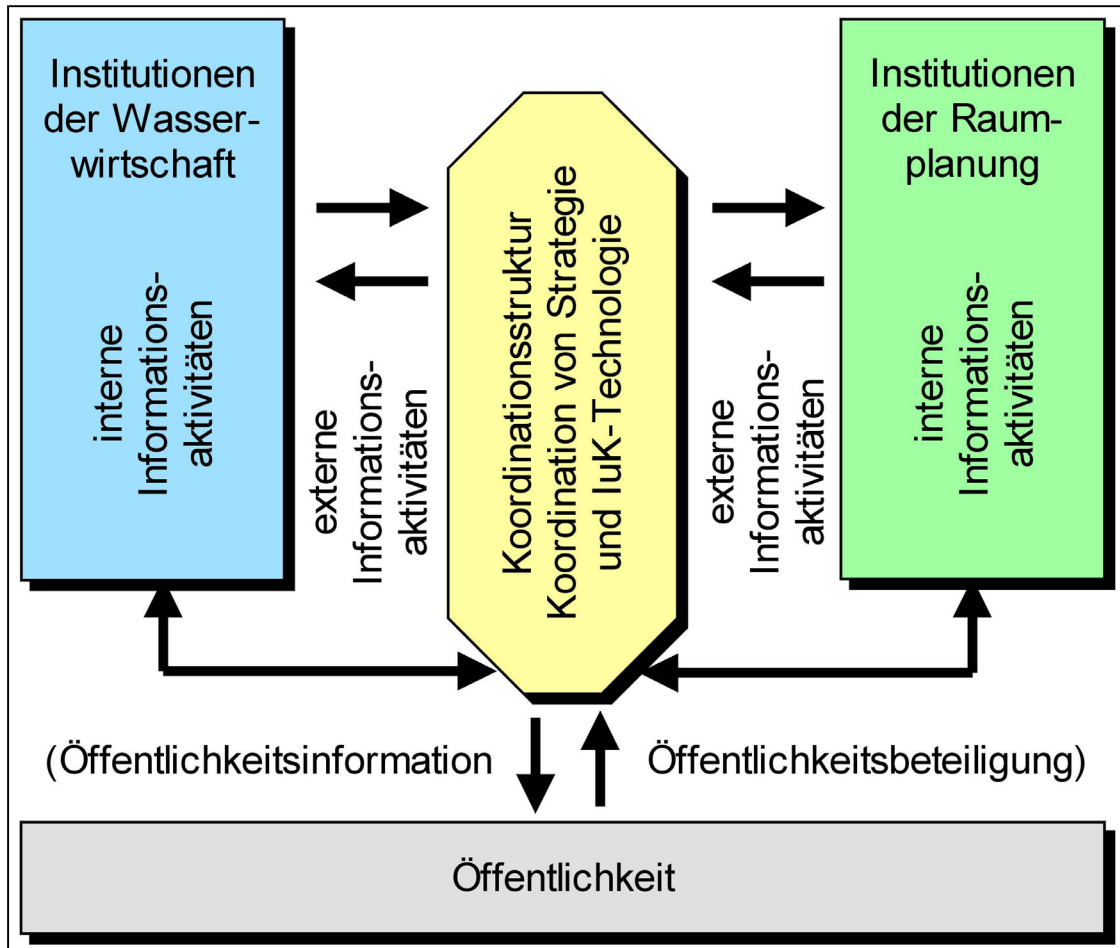 Institutionen
der Wasser-
wirtschaft
interne
Informations-
aktivitäten
externe
Informations-
aktivitäten
Koordinationsstruktur
Koordination von Strategie
und IuK-Technologie
externe
Informations-
aktivitäten
Institutionen
der Raum-
planung
interne
Informations-
aktivitäten
(Öffentlichkeitsinformation
Öffentlichkeitsbeteiligung)
Öffentlichkeit